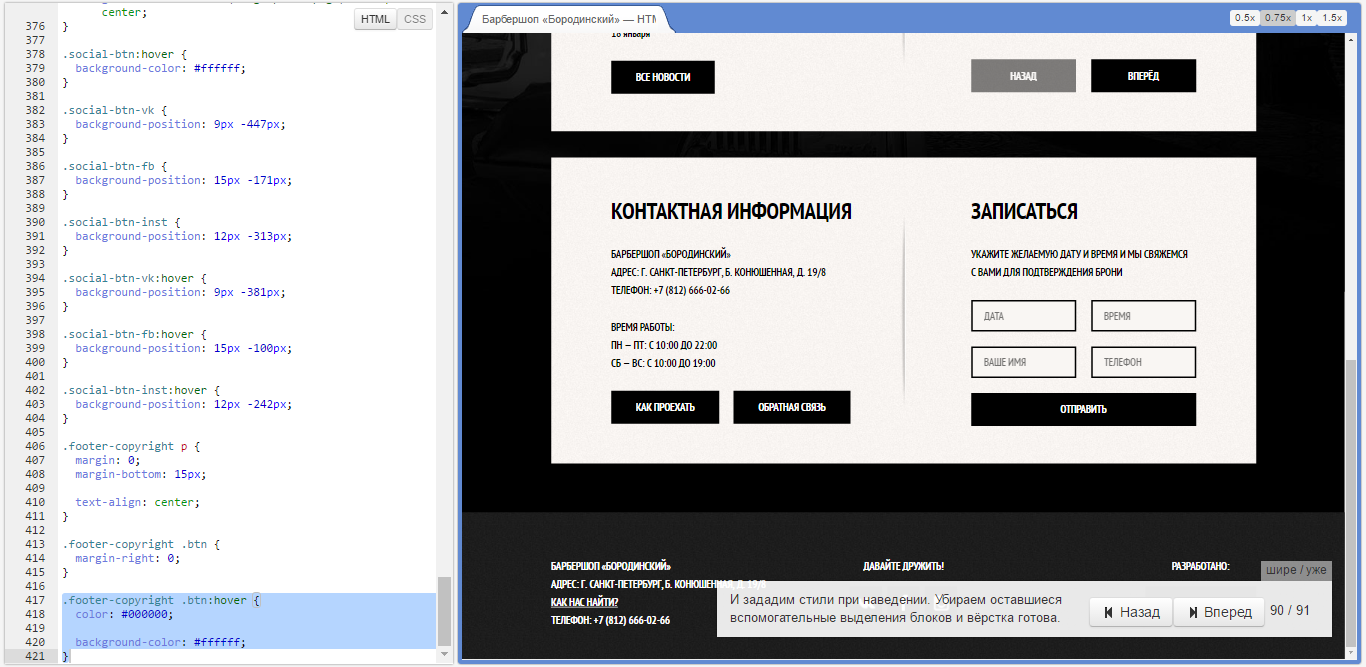 HTML
CSS
center;
376 }
377
378 .social-btn:hover {
379 background-color: #ffffff;
380 }
381
382 .social-btn-vk {
383 background-position: 9px -447px;
384 }
385
386 .social-btn-fb {
387 background-position: 15px -171px;
388 }
389
390 .social-btn-inst {
391 background-position: 12px -313px;
392 }
393
394 .social-btn-vk:hover {
395 background-position: 9px -381px;
396 }
397
398 .social-btn-fb:hover {
399 background-position: 15px -100px;
400 }
401
402 .social-btn-inst:hover {
403 background-position: 12px -242px;
404 }
405
406 .footer-copyright p {
407 margin: 0;
408 margin-bottom: 15px;
409
410 text-align: center;
411 }
412
413 .footer-copyright .btn {
414 margin-right: 0;
415 }
416
417 .footer-copyright .btn:hover {
418 color: #000000;
419
420 background-color: #ffffff;
421 }
Барбершоп «Бородинский» — HTM
0.5x 0.75x 1x 1.5x
18 января
ВСЕ НОВОСТИ
НАЗАД
ВПЕРЁД
КОНТАКТНАЯ ИНФОРМАЦИЯ
БАРБЕРШОП «БОРОДИНСКИЙ»
АДРЕС: Г. САНКТ-ПЕТЕРБУРГ, Б. КОНЮШЕННАЯ, Д. 19/8
ТЕЛЕФОН: +7 (812) 666-02-66
ВРЕМЯ РАБОТЫ:
ПН – ПТ: С 10:00 ДО 22:00
СБ – ВС: С 10:00 ДО 19:00
КАК ПРОЕХАТЬ
ОБРАТНАЯ СВЯЗЬ
ЗАПИСАТЬСЯ
УКАЖИТЕ ЖЕЛАЕМУЮ ДАТУ И ВРЕМЯ И МЫ СВЯЖЕМСЯ
С ВАМИ ДЛЯ ПОДТВЕРЖДЕНИЯ БРОНИ
ДАТА
ВРЕМЯ
ВАШЕ ИМЯ
ТЕЛЕФОН
ОТПРАВИТЬ
БАРБЕРШОП «БОРОДИНСКИЙ»
АДРЕС: Г. САНКТ-ПЕТЕРБУРГ, Б. КОНЮШЕННАЯ, Д. 19/8
КАК НАС НАЙТИ?
ТЕЛЕФОН: +7 (812) 666-02-66
ДАВАЙТЕ ДРУЖИТЬ!
РАЗРАБОТАНО:
шире / уже
И зададим стили при наведении. Убираем оставшиеся
вспомогательные выделения блоков и вёрстка готова.
Назад
Вперед
90 / 91